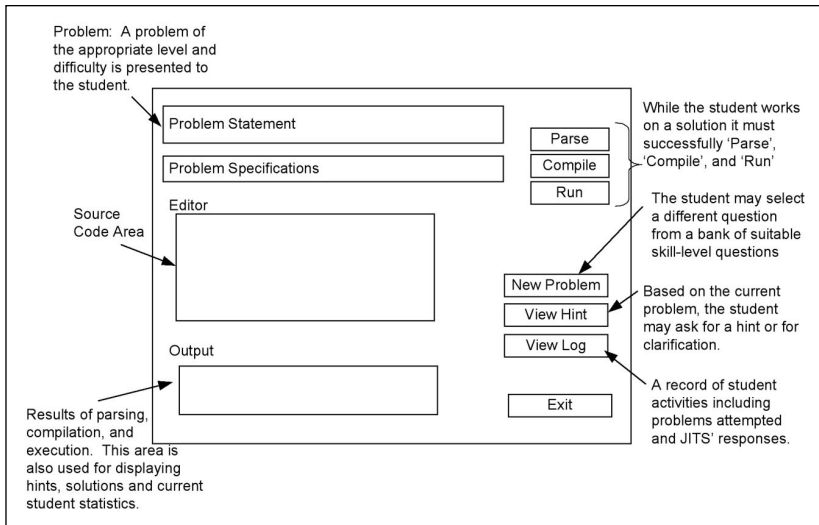 Problem:  A problem of
the appropriate level and
difficulty is presented to
the student.
Problem Statement
Problem Specifications
Parse
Compile
Run
While the student works
on a solution it must
successfully ‘Parse’,
‘Compile’, and ‘Run’
Editor
Source
Code Area
The student may select
a different question
from a bank of suitable
skill-level questions
New Problem
View Hint
View Log
Based on the current
problem, the student
may ask for a hint or for
clarification.
Output
Exit
A record of student
activities including
problems attempted
and JITS’ responses.
Results of parsing,
compilation, and
execution.  This area is
also used for displaying
hints, solutions and current
student statistics.